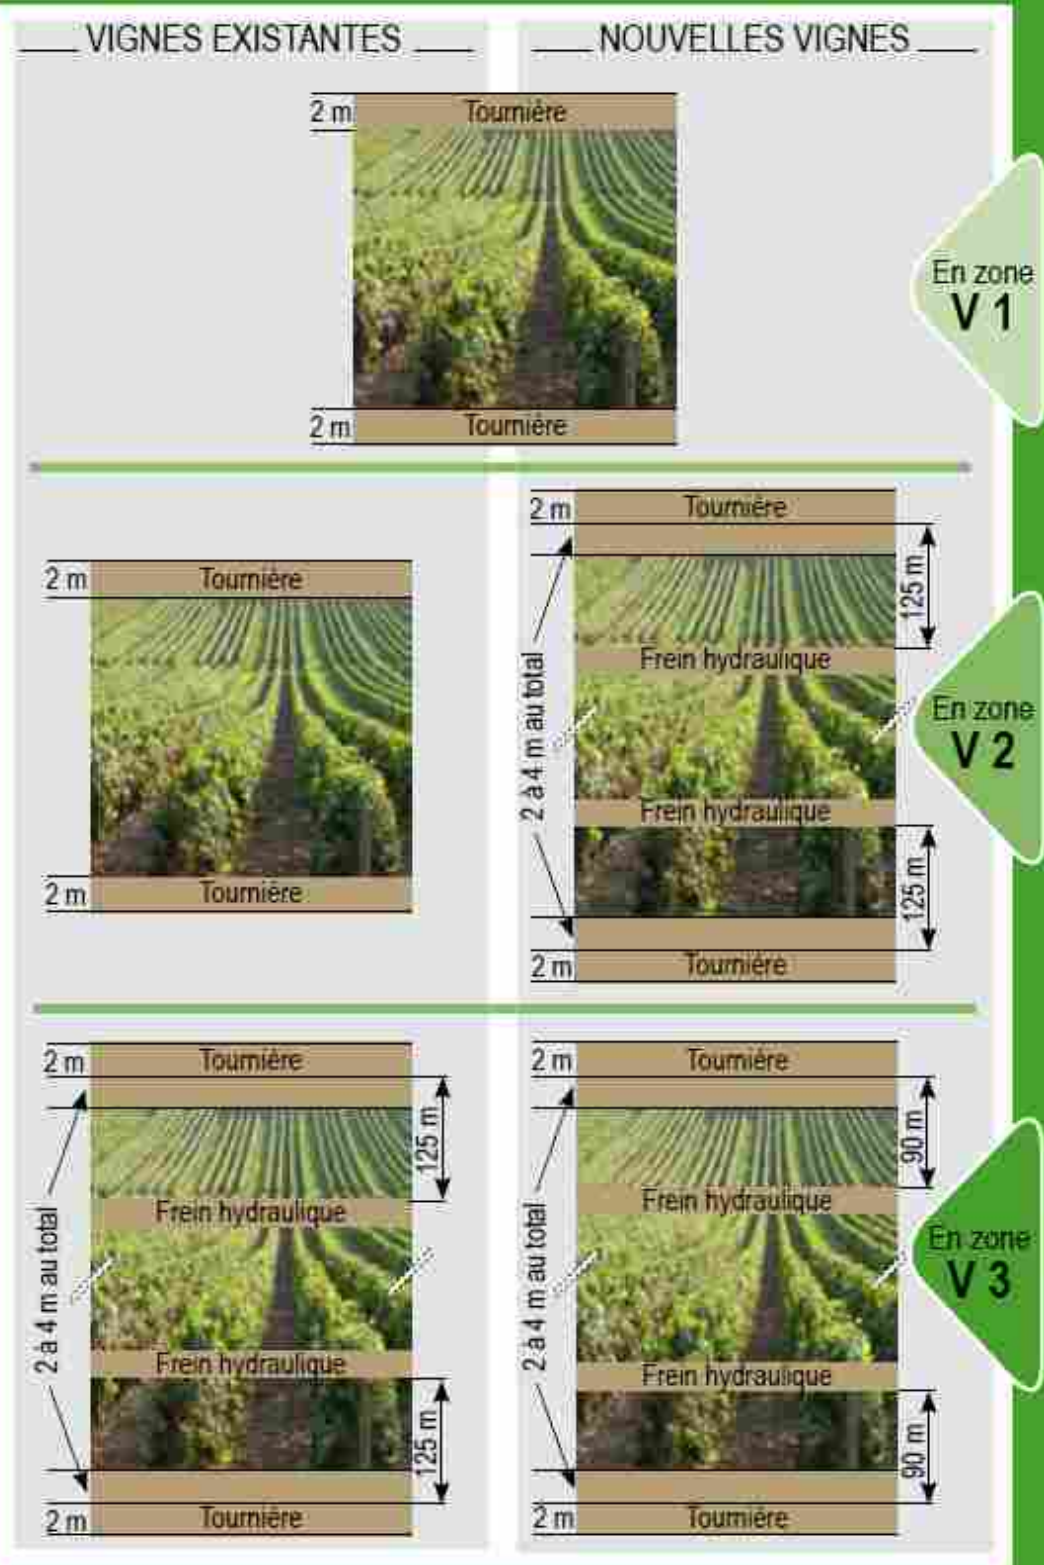 VIGNES EXISTANTES
NOUVELLES VIGNES
2 m
Tournière
En zone
V 1
2 m
Tournière
2 m
Tournière
2 m
Tournière
2 m
Tournière
125 m
Frein hydraulique
2 à 4 m au total
Frein hydraulique
125 m
2 m
Tournière
En zone
V 2
2 m
Tournière
125 m
Frein hydraulique
2 à 4 m au total
Frein hydraulique
125 m
2 m
Tournière
2 m
Tournière
90 m
Frein hydraulique
2 à 4 m au total
Frein hydraulique
90 m
2 m
Tournière
En zone
V 3